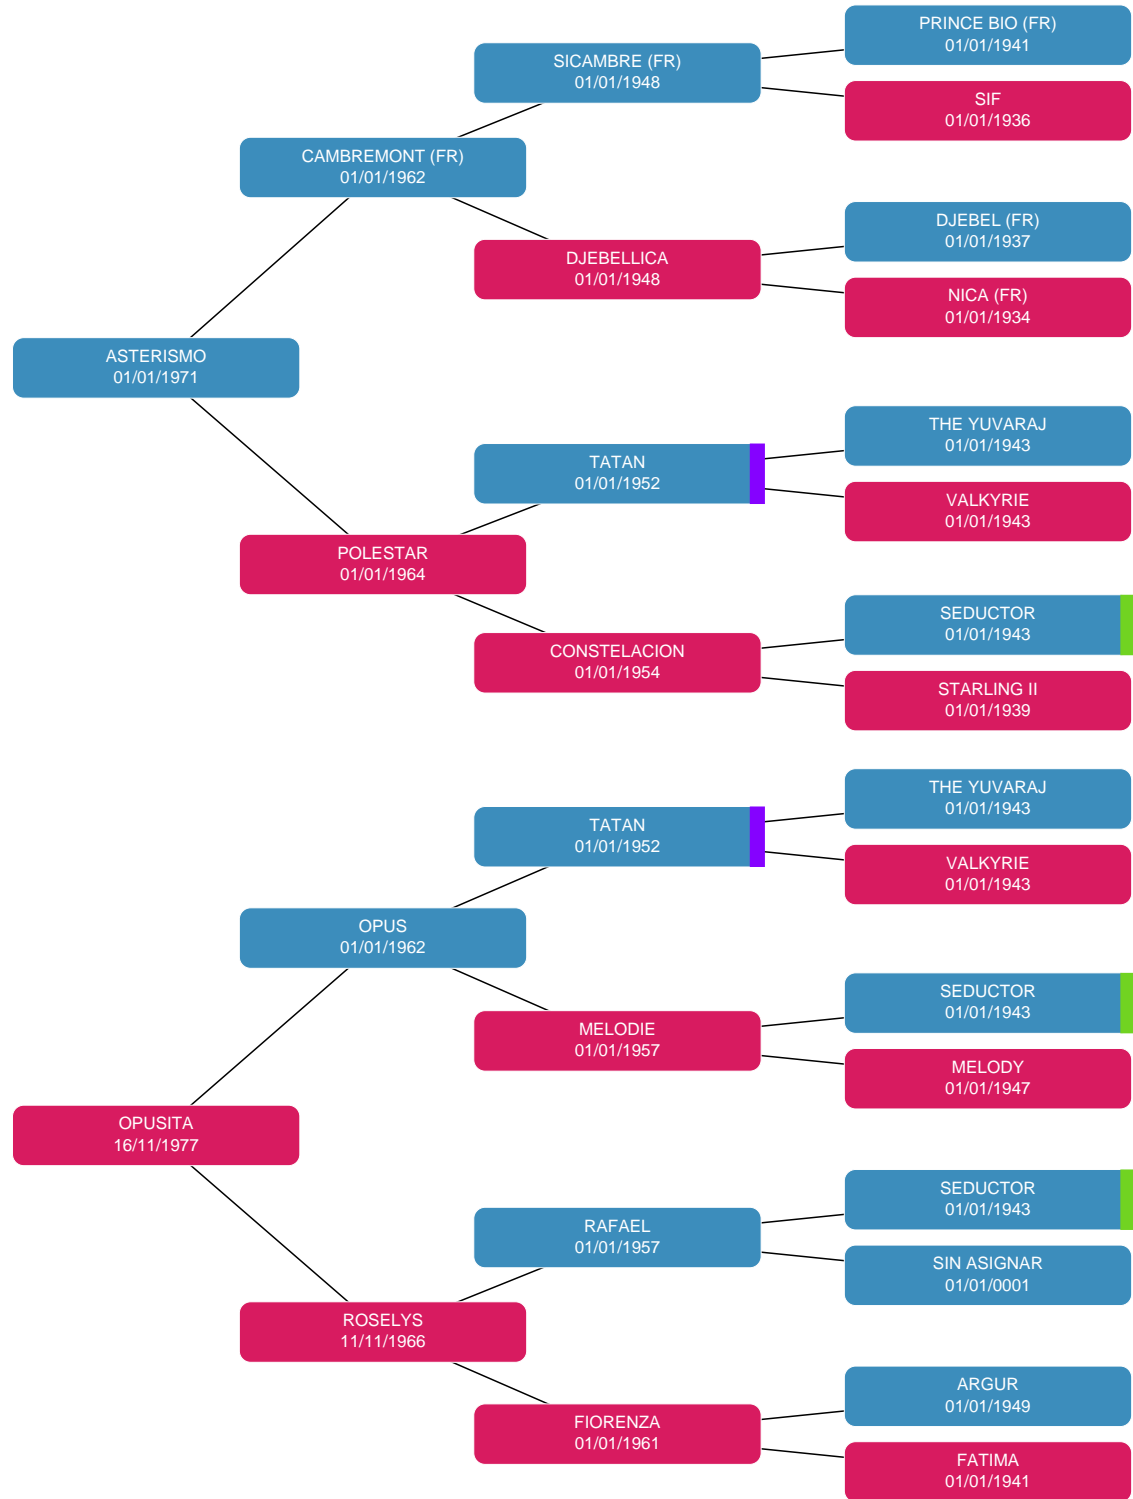 PRINCE BIO (FR)
01/01/1941
SICAMBRE (FR)
01/01/1948
SIF
01/01/1936
CAMBREMONT (FR)
01/01/1962
DJEBEL (FR)
01/01/1937
DJEBELLICA
01/01/1948
NICA (FR)
01/01/1934
ASTERISMO
01/01/1971
THE YUVARAJ
01/01/1943
TATAN
01/01/1952
VALKYRIE
01/01/1943
POLESTAR
01/01/1964
SEDUCTOR
01/01/1943
CONSTELACION
01/01/1954
STARLING II
01/01/1939
THE YUVARAJ
01/01/1943
TATAN
01/01/1952
VALKYRIE
01/01/1943
OPUS
01/01/1962
SEDUCTOR
01/01/1943
MELODIE
01/01/1957
MELODY
01/01/1947
OPUSITA
16/11/1977
SEDUCTOR
01/01/1943
RAFAEL
01/01/1957
SIN ASIGNAR
01/01/0001
ROSELYS
11/11/1966
ARGUR
01/01/1949
FIORENZA
01/01/1961
FATIMA
01/01/1941